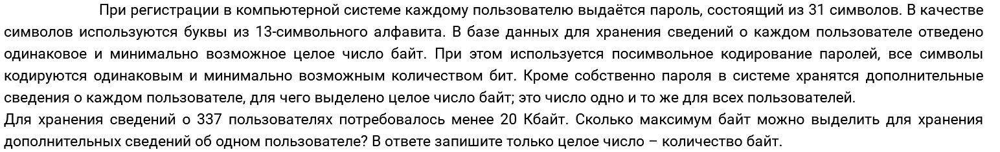 При регистрации в компьютерной системе каждому пользователю выдаётся пароль, состоящий из 31 символов. В качестве
символов используются буквы из 13-символьного алфавита. В базе данных для хранения сведений о каждом пользователе отведено
одинаковое и минимально возможное целое число байт. При этом используется посимвольное кодирование паролей, все символы
кодируются одинаковым и минимально возможным количеством бит. Кроме собственно пароля в системе хранятся дополнительные
сведения о каждом пользователе, для чего выделено целое число байт; это число одно и то же для всех пользователей.
Для хранения сведений о 337 пользователях потребовалось менее 20 Кбайт. Сколько максимум байт можно выделить для хранения
дополнительных сведений об одном пользователе? В ответе запишите только целое число – количество байт.